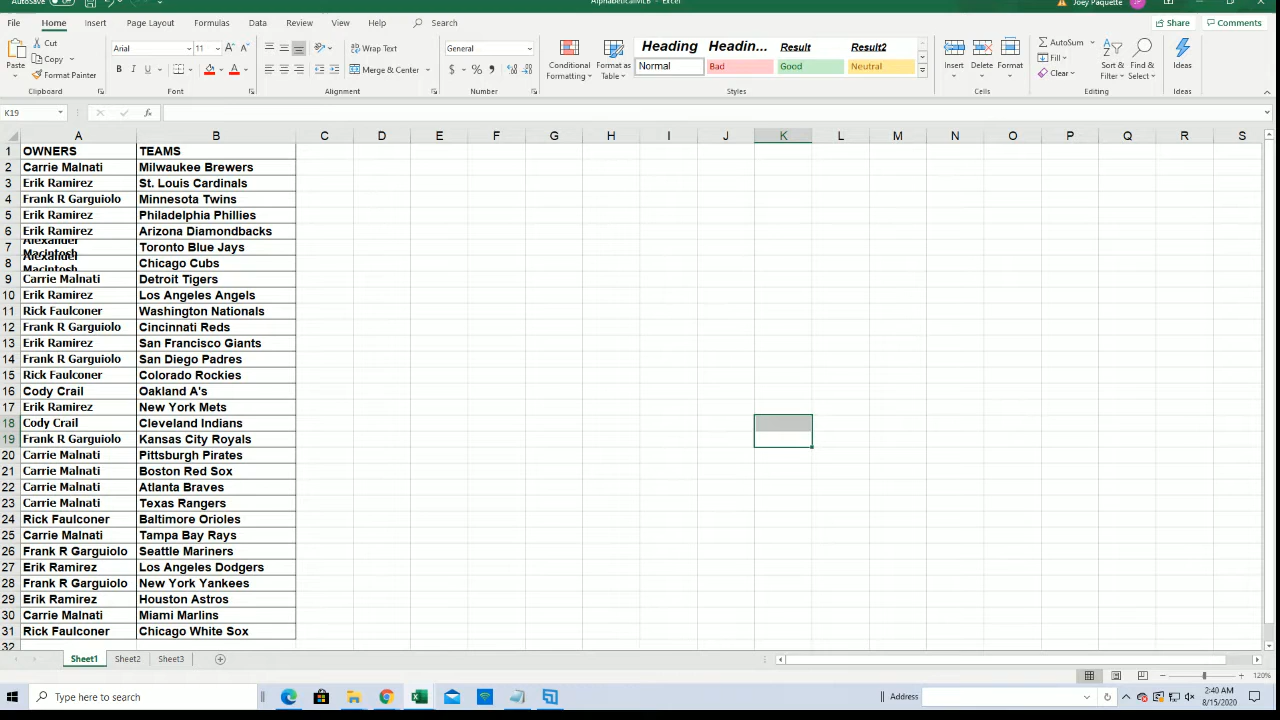 AutoSave
AlphabeticalMLB - Excel
Joey Paquette
File Home Insert Page Layout Formulas Data Review View Help Search Share Comments
Paste Cut Copy Format Painter
Clipboard
Arial 11
B I U
Font
Wrap Text
Merge & Center
Alignment
General
$ % ,
Number
Conditional Formatting Format as Table
Heading Headin... Result Result2
Normal Bad Good Neutral
Styles
Insert Delete Format
Cells
AutoSum Fill Clear Sort & Filter Find & Select
Editing
Ideas
Ideas
K19 fx
A B C D E F G H I J K L M N O P Q R S
1 OWNERS TEAMS
2 Carrie Malnati Milwaukee Brewers
3 Erik Ramirez St. Louis Cardinals
4 Frank R Garguiolo Minnesota Twins
5 Erik Ramirez Philadelphia Phillies
6 Erik Ramirez Arizona Diamondbacks
7 Alexander Macintosh Toronto Blue Jays
8 Alexander Macintosh Chicago Cubs
9 Carrie Malnati Detroit Tigers
10 Erik Ramirez Los Angeles Angels
11 Rick Faulconer Washington Nationals
12 Frank R Garguiolo Cincinnati Reds
13 Erik Ramirez San Francisco Giants
14 Frank R Garguiolo San Diego Padres
15 Rick Faulconer Colorado Rockies
16 Cody Crail Oakland A's
17 Erik Ramirez New York Mets
18 Cody Crail Cleveland Indians
19 Frank R Garguiolo Kansas City Royals
20 Carrie Malnati Pittsburgh Pirates
21 Carrie Malnati Boston Red Sox
22 Carrie Malnati Atlanta Braves
23 Carrie Malnati Texas Rangers
24 Rick Faulconer Baltimore Orioles
25 Carrie Malnati Tampa Bay Rays
26 Frank R Garguiolo Seattle Mariners
27 Erik Ramirez Los Angeles Dodgers
28 Frank R Garguiolo New York Yankees
29 Erik Ramirez Houston Astros
30 Carrie Malnati Miami Marlins
31 Rick Faulconer Chicago White Sox
32
Sheet1 Sheet2 Sheet3
120%
Type here to search
Address
2:40 AM
8/15/2020